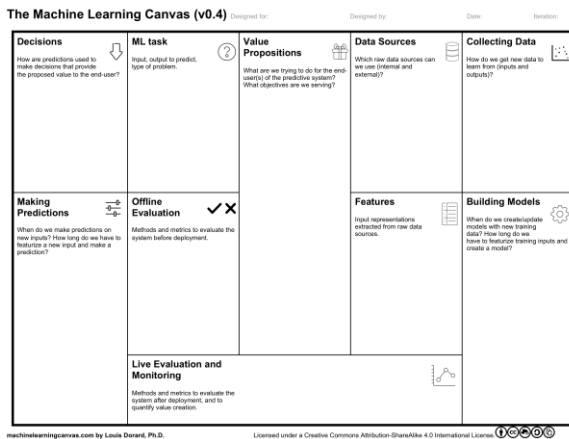 The Machine Learning Canvas (v0.4) Designed for: Designed by: Date: Iteration:
Decisions
How are predictions used to
make decisions that provide
the proposed value to the end-user?
ML task
Input, output to predict,
type of problem.
Value
Propositions
What are we trying to do for the end-
user(s) of the predictive system?
What objectives are we serving?
Data Sources
Which raw data sources can
we use (internal and
external)?
Collecting Data
How do we get new data to
learn from (inputs and
outputs)?
Making
Predictions
When do we make predictions on
new inputs? How long do we have to
featurize a new input and make a
prediction?
Offline
Evaluation
Methods and metrics to evaluate the
system before deployment.
Features
Input representations
extracted from raw data
sources.
Building Models
When do we create/update
models with new training
data? How long do we
have to featurize training inputs and
create a model?
Live Evaluation and
Monitoring
Methods and metrics to evaluate the
system after deployment, and to
quantify value creation.
machinelearningcanvas.com by Louis Dorard, Ph.D. Licensed under a Creative Commons Attribution-ShareAlike 4.0 International License